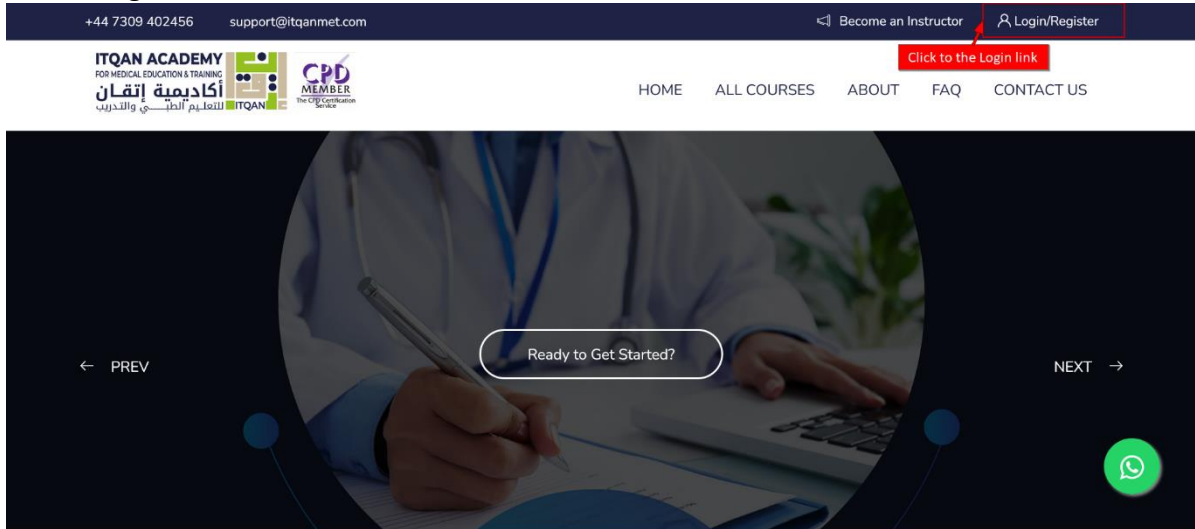 +44 7309 402456 support@itqanmet.com Become an Instructor Login/Register
Click to the Login link
ITQAN ACADEMY
FOR MEDICAL EDUCATION & TRAINING
أكاديمية إتقان
للتعليم الطبي والتدريب
ITQAN
CPD
MEMBER
The CPD Certification
Service
HOME ALL COURSES ABOUT FAQ CONTACT US
Ready to Get Started?
← PREV
NEXT →